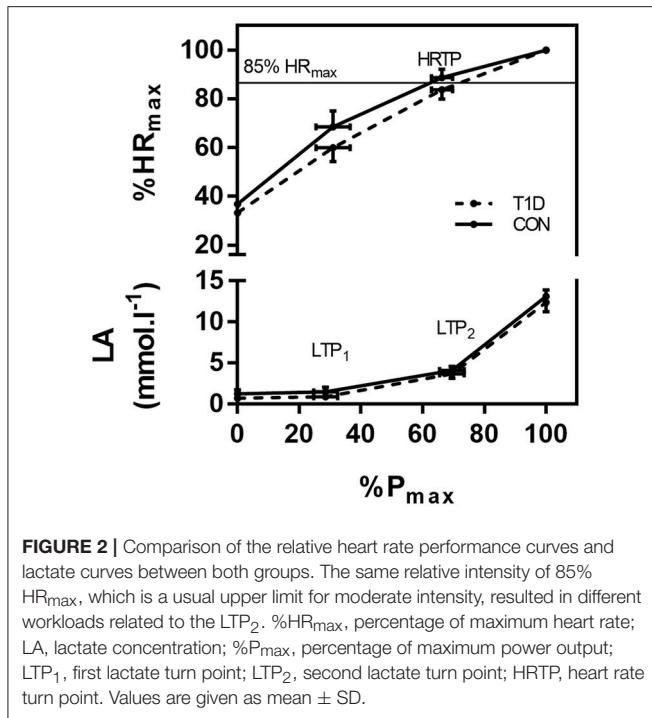 100
80
60
40
20
%HRmax
85% HRmax
HRTP
T1D
CON
15
10
5
0
LA
(mmol.l-1)
LTP1
LTP2
0 20 40 60 80 100
%Pmax
FIGURE 2 | Comparison of the relative heart rate performance curves and
lactate curves between both groups. The same relative intensity of 85%
HRmax, which is a usual upper limit for moderate intensity, resulted in different
workloads related to the LTP2. %HRmax, percentage of maximum heart rate;
LA, lactate concentration; %Pmax, percentage of maximum power output;
LTP1, first lactate turn point; LTP2, second lactate turn point; HRTP, heart rate
turn point. Values are given as mean ± SD.